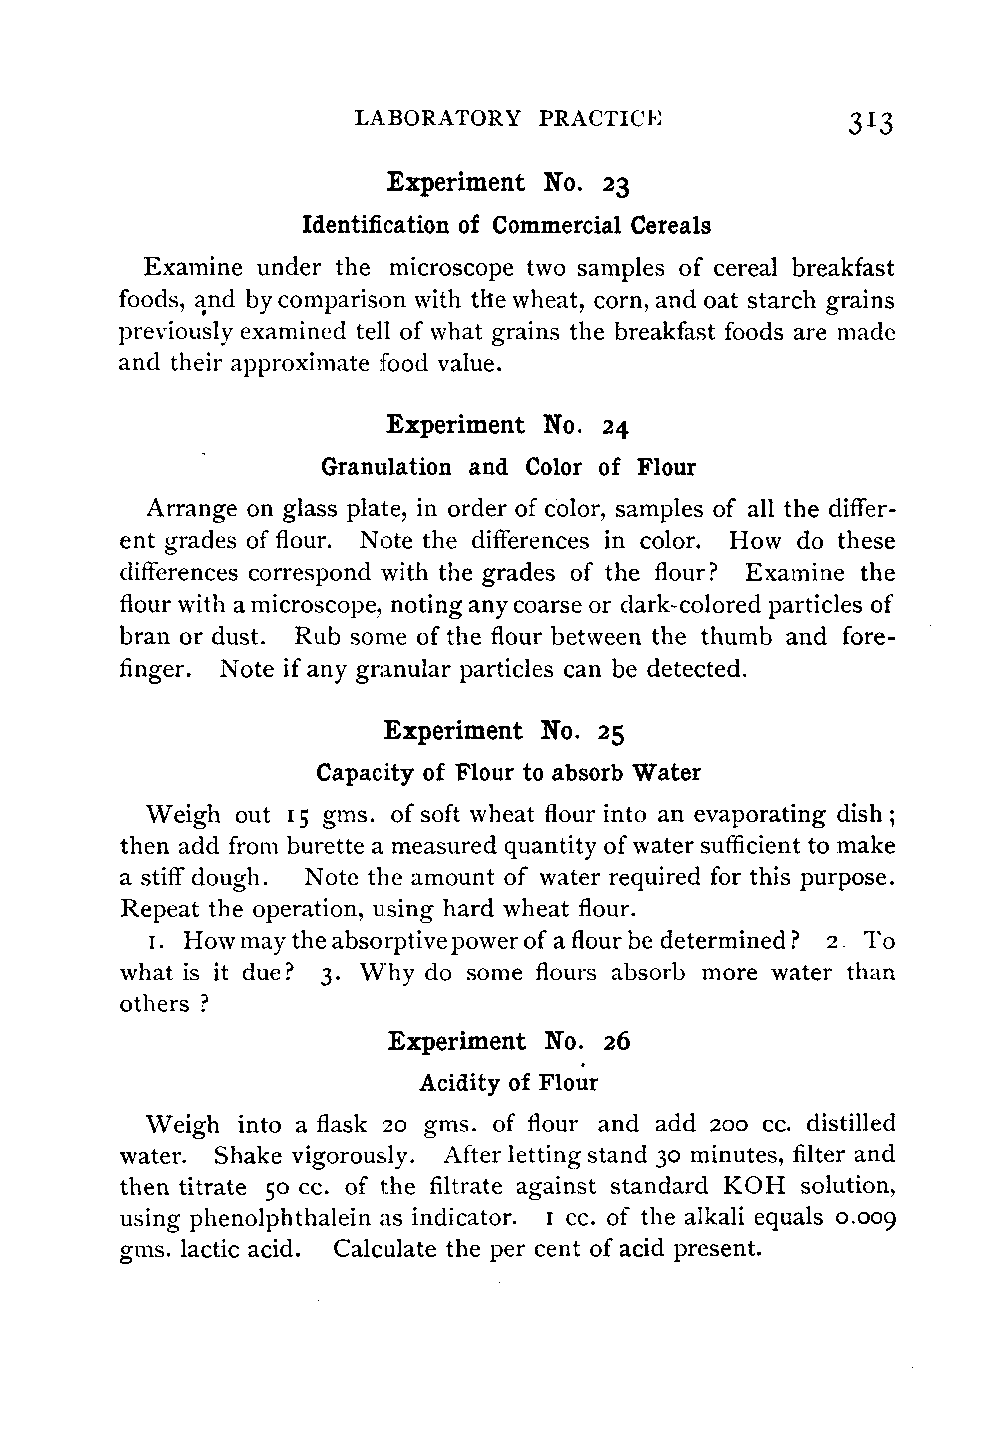 LABORATORY PRACTICE 313
Experiment No. 23
Identification of Commercial Cereals
Examine under the microscope two samples of cereal breakfast
foods, and by comparison with the wheat, corn, and oat starch grains
previously examined tell of what grains the breakfast foods are made
and their approximate food value.
Experiment No. 24
Granulation and Color of Flour
Arrange on glass plate, in order of color, samples of all the differ-
ent grades of flour. Note the differences in color. How do these
differences correspond with the grades of the flour? Examine the
flour with a microscope, noting any coarse or dark-colored particles of
bran or dust. Rub some of the flour between the thumb and fore-
finger. Note if any granular particles can be detected.
Experiment No. 25
Capacity of Flour to absorb Water
Weigh out 15 gms. of soft wheat flour into an evaporating dish;
then add from burette a measured quantity of water sufficient to make
a stiff dough. Note the amount of water required for this purpose.
Repeat the operation, using hard wheat flour.
1. How may the absorptive power of a flour be determined? 2. To
what is it due? 3. Why do some flours absorb more water than
others?
Experiment No. 26
Acidity of Flour
Weigh into a flask 20 gms. of flour and add 200 cc. distilled
water. Shake vigorously. After letting stand 30 minutes, filter and
then titrate 50 cc. of the filtrate against standard KOH solution,
using phenolphthalein as indicator. 1 cc. of the alkali equals 0.009
gms. lactic acid. Calculate the per cent of acid present.